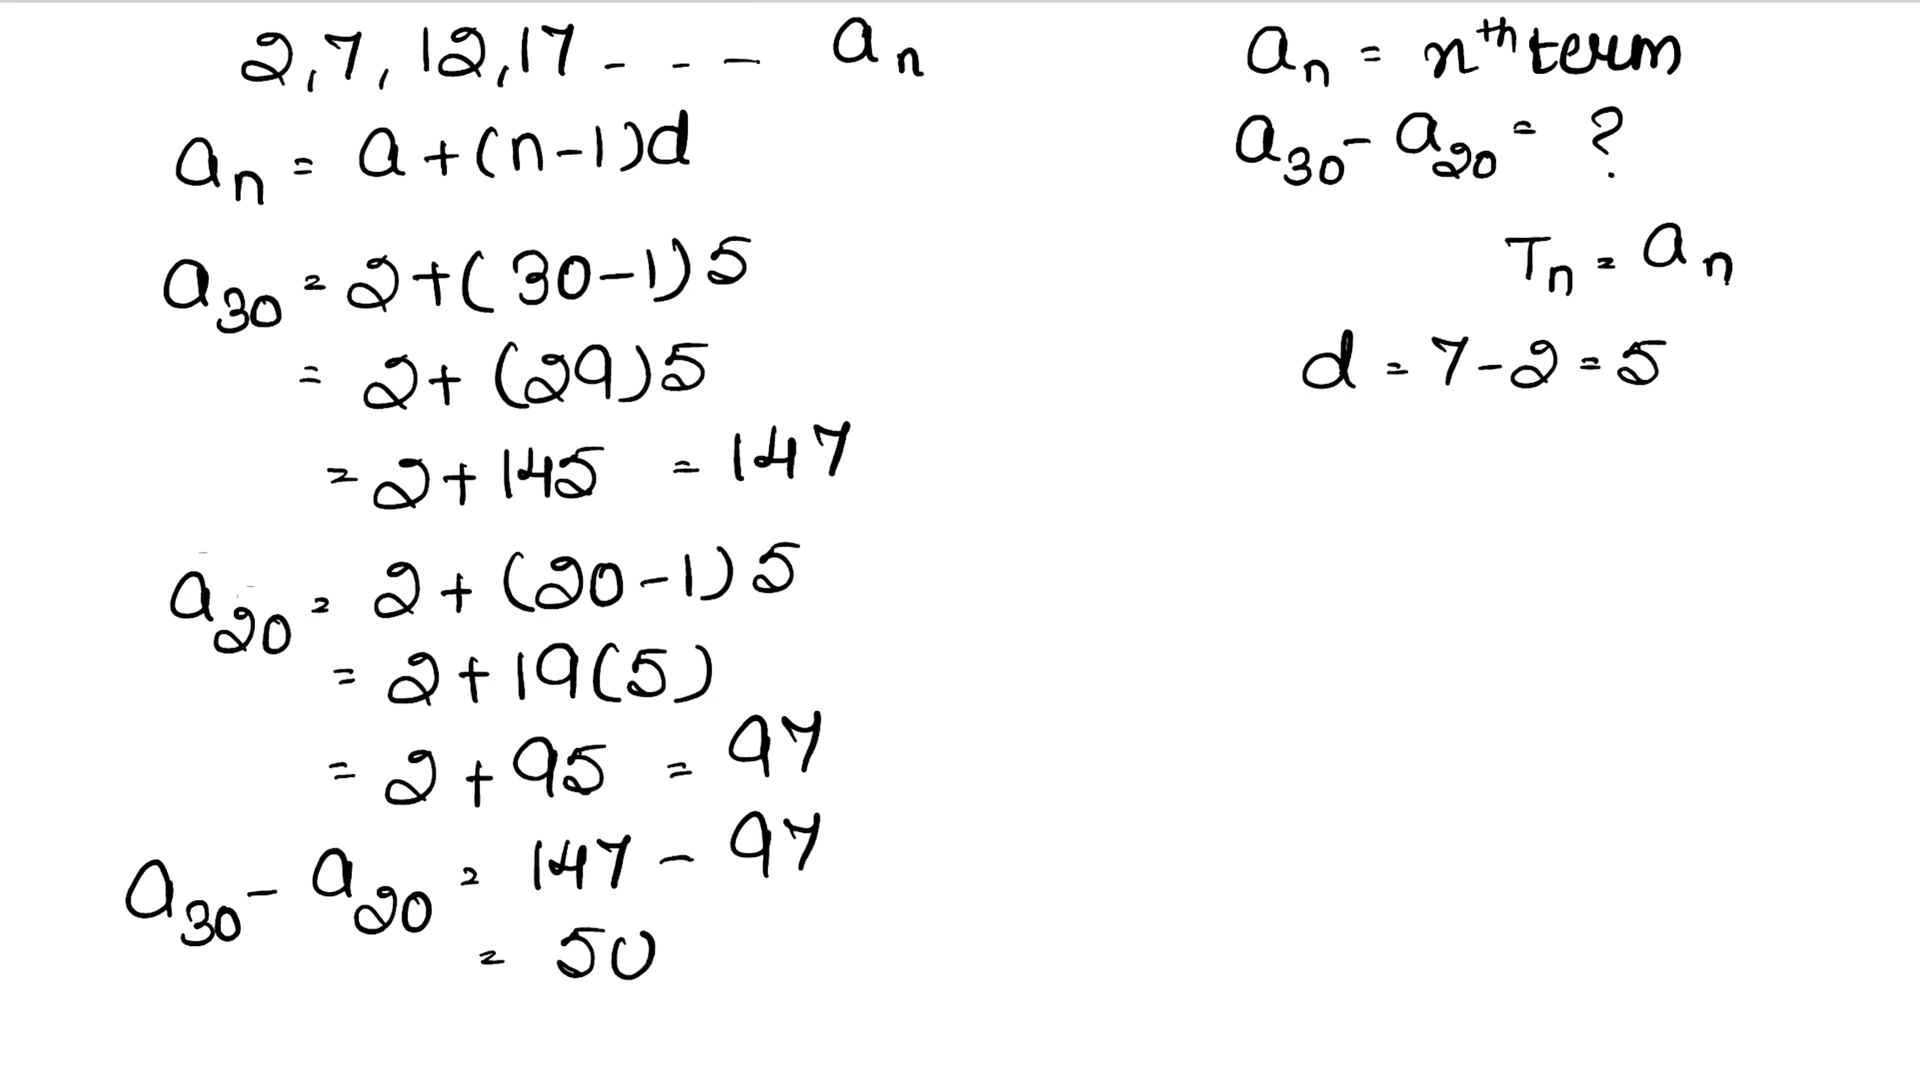 2, 7, 12, 17 - - - - aₙ
aₙ = a + (n-1)d
a₃₀ = 2 + (30-1)5
= 2 + (29)5
= 2 + 145 = 147
a₂₀ = 2 + (20-1)5
= 2 + 19(5)
= 2 + 95 = 97
a₃₀ - a₂₀ = 147 - 97
= 50
aₙ = nᵗʰ term
a₃₀ - a₂₀ = ?
Tₙ = aₙ
d = 7 - 2 = 5